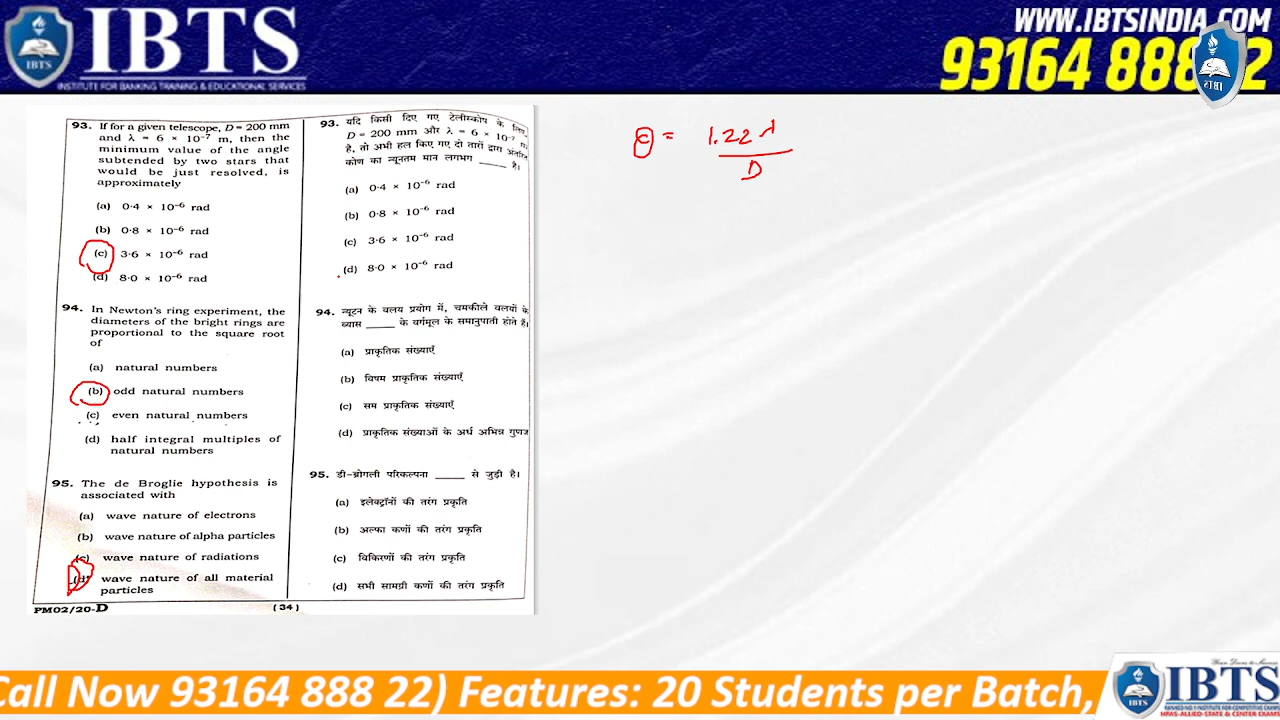 IBTS
INSTITUTE FOR BANKING TRAINING & EDUCATIONAL SERVICES
IBTS
WWW.IBTSINDIA.COM
93164 888 2
IBTS
93. If for a given telescope, D = 200 mm
and λ = 6 × 10⁻⁷ m, then the
minimum value of the angle
subtended by two stars that
would be just resolved, is
approximately
(a) 0·4 × 10⁻⁶ rad
(b) 0·8 × 10⁻⁶ rad
(c) 3·6 × 10⁻⁶ rad
(d) 8·0 × 10⁻⁶ rad
94. In Newton's ring experiment, the
diameters of the bright rings are
proportional to the square root
of
(a) natural numbers
(b) odd natural numbers
(c) even natural numbers
(d) half integral multiples of
natural numbers
95. The de Broglie hypothesis is
associated with
(a) wave nature of electrons
(b) wave nature of alpha particles
(c) wave nature of radiations
(d) wave nature of all material
particles
PM02/20-D
(34)
93. यदि किसी दिए गए टेलीस्कोप के लिए,
D = 200 mm और λ = 6 × 10⁻⁷ m
है, तो अभी हल किए गए दो तारों द्वारा अंतरित
कोण का न्यूनतम मान लगभग ____ है।
(a) 0·4 × 10⁻⁶ rad
(b) 0·8 × 10⁻⁶ rad
(c) 3·6 × 10⁻⁶ rad
(d) 8·0 × 10⁻⁶ rad
94. न्यूटन के वलय प्रयोग में, चमकीले वलयों के
व्यास ____ के वर्गमूल के समानुपाती होते हैं।
(a) प्राकृतिक संख्याएँ
(b) विषम प्राकृतिक संख्याएँ
(c) सम प्राकृतिक संख्याएँ
(d) प्राकृतिक संख्याओं के अर्ध अभिन्न गुणज
95. डी-ब्रोगली परिकल्पना ____ से जुड़ी है।
(a) इलेक्ट्रॉनों की तरंग प्रकृति
(b) अल्फा कणों की तरंग प्रकृति
(c) विकिरणों की तरंग प्रकृति
(d) सभी सामग्री कणों की तरंग प्रकृति
θ = 1.22 λ
D
Call Now 93164 888 22) Features: 20 Students per Batch,
IBTS
IBTS